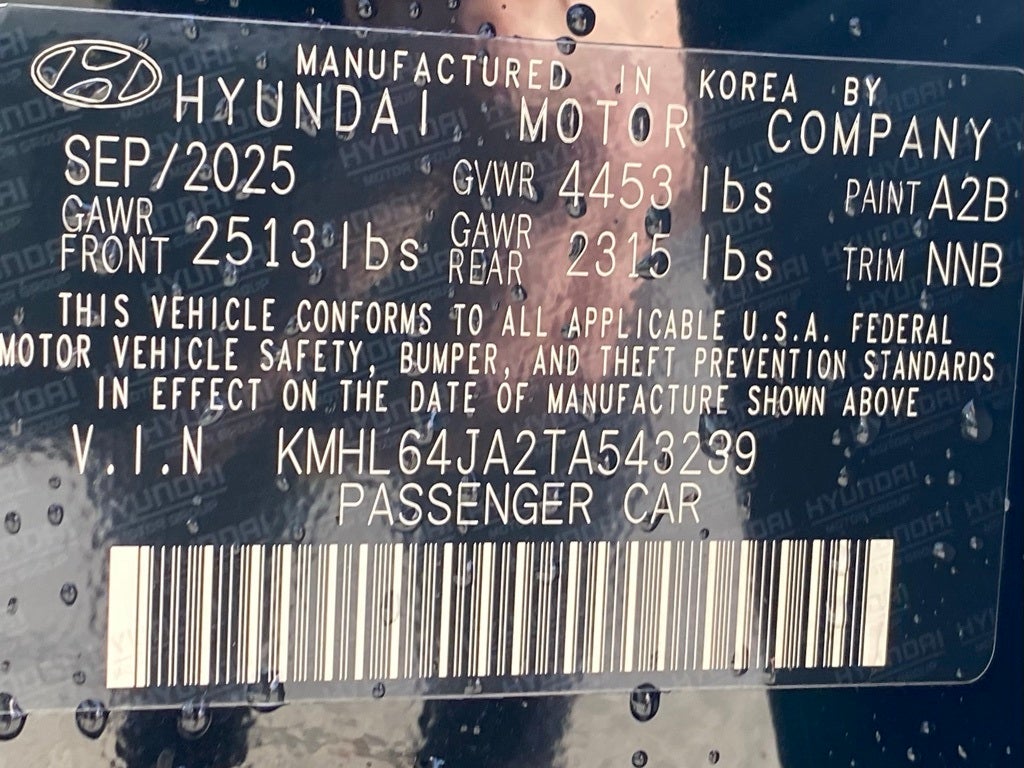 MANUFACTURED IN KOREA BY
HYUNDAI MOTOR COMPANY
SEP/2025 GVWR 4453 lbs PAINT A2B
GAWR FRONT 2513 lbs GAWR REAR 2315 lbs TRIM NNB
THIS VEHICLE CONFORMS TO ALL APPLICABLE U.S.A. FEDERAL
MOTOR VEHICLE SAFETY, BUMPER, AND THEFT PREVENTION STANDARDS
IN EFFECT ON THE DATE OF MANUFACTURE SHOWN ABOVE
V.I.N KMHL64JA2TA543239
PASSENGER CAR